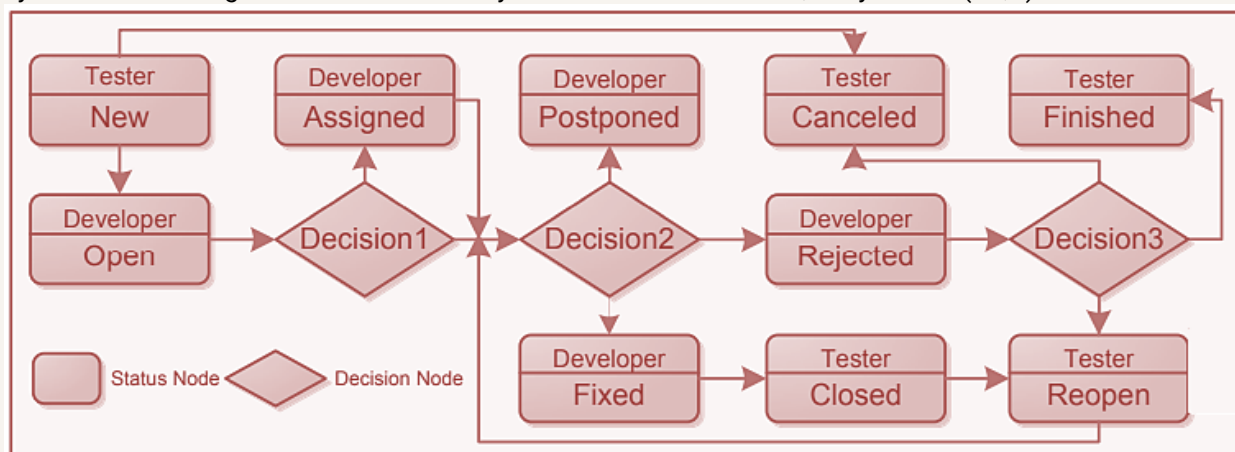 Tester
New
Developer
Assigned
Developer
Postponed
Tester
Canceled
Tester
Finished
Developer
Open
Decision1
Decision2
Developer
Rejected
Decision3
Status Node
Decision Node
Developer
Fixed
Tester
Closed
Tester
Reopen